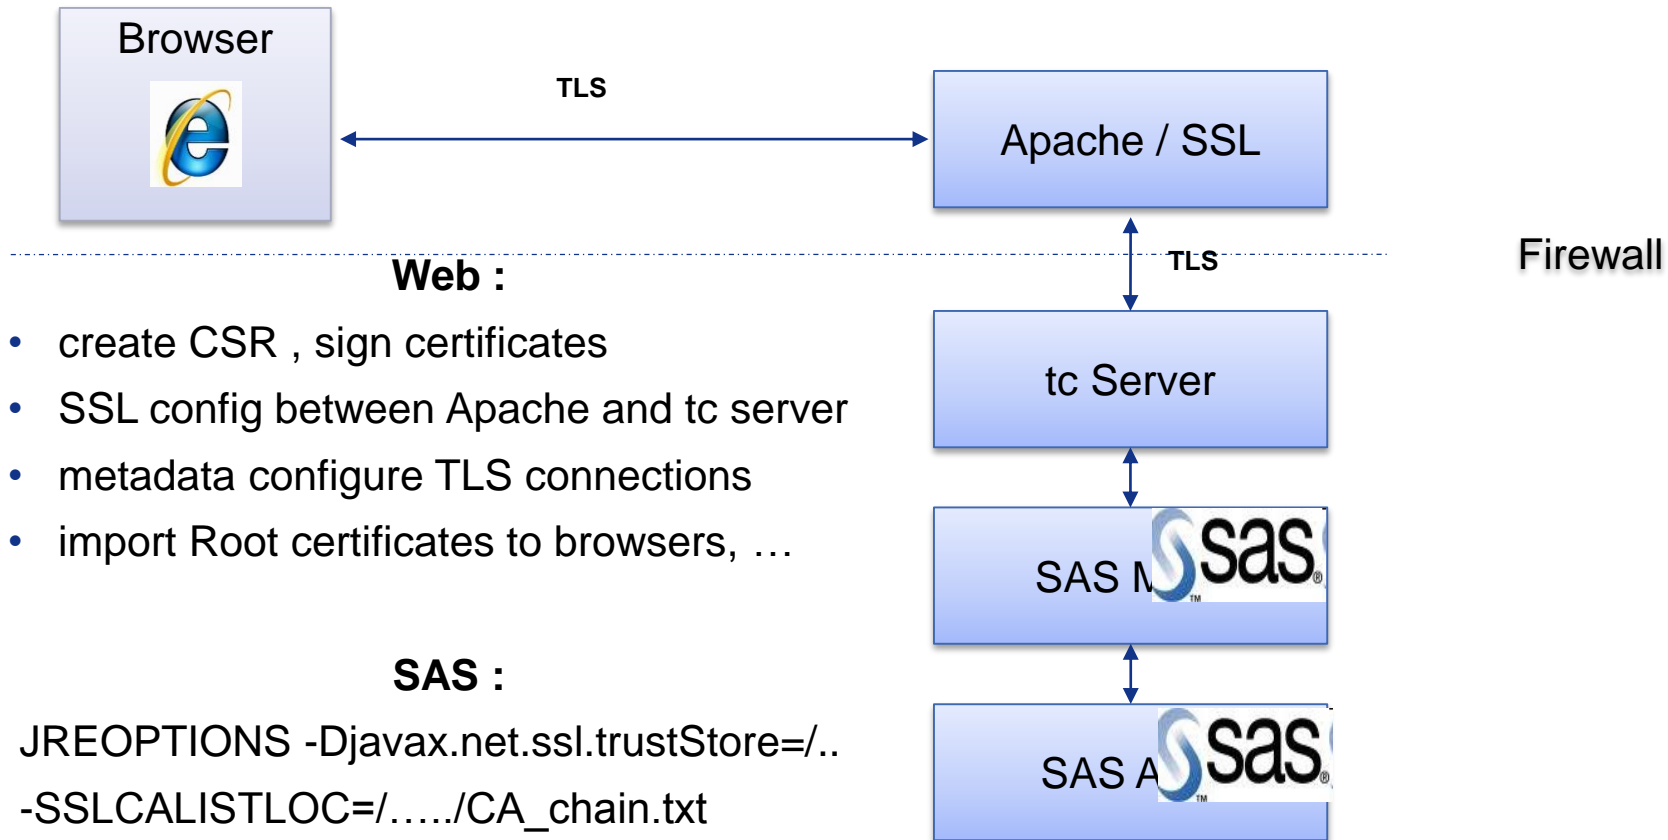 Browser
TLS
Apache / SSL
Firewall
TLS
Web :
• create CSR , sign certificates
• SSL config between Apache and tc server
• metadata configure TLS connections
• import Root certificates to browsers, …
tc Server
SAS
sas
SAS :
JREOPTIONS -Djavax.net.ssl.trustStore=/..
-SSLCALISTLOC=/…../CA_chain.txt
SAS A
sas